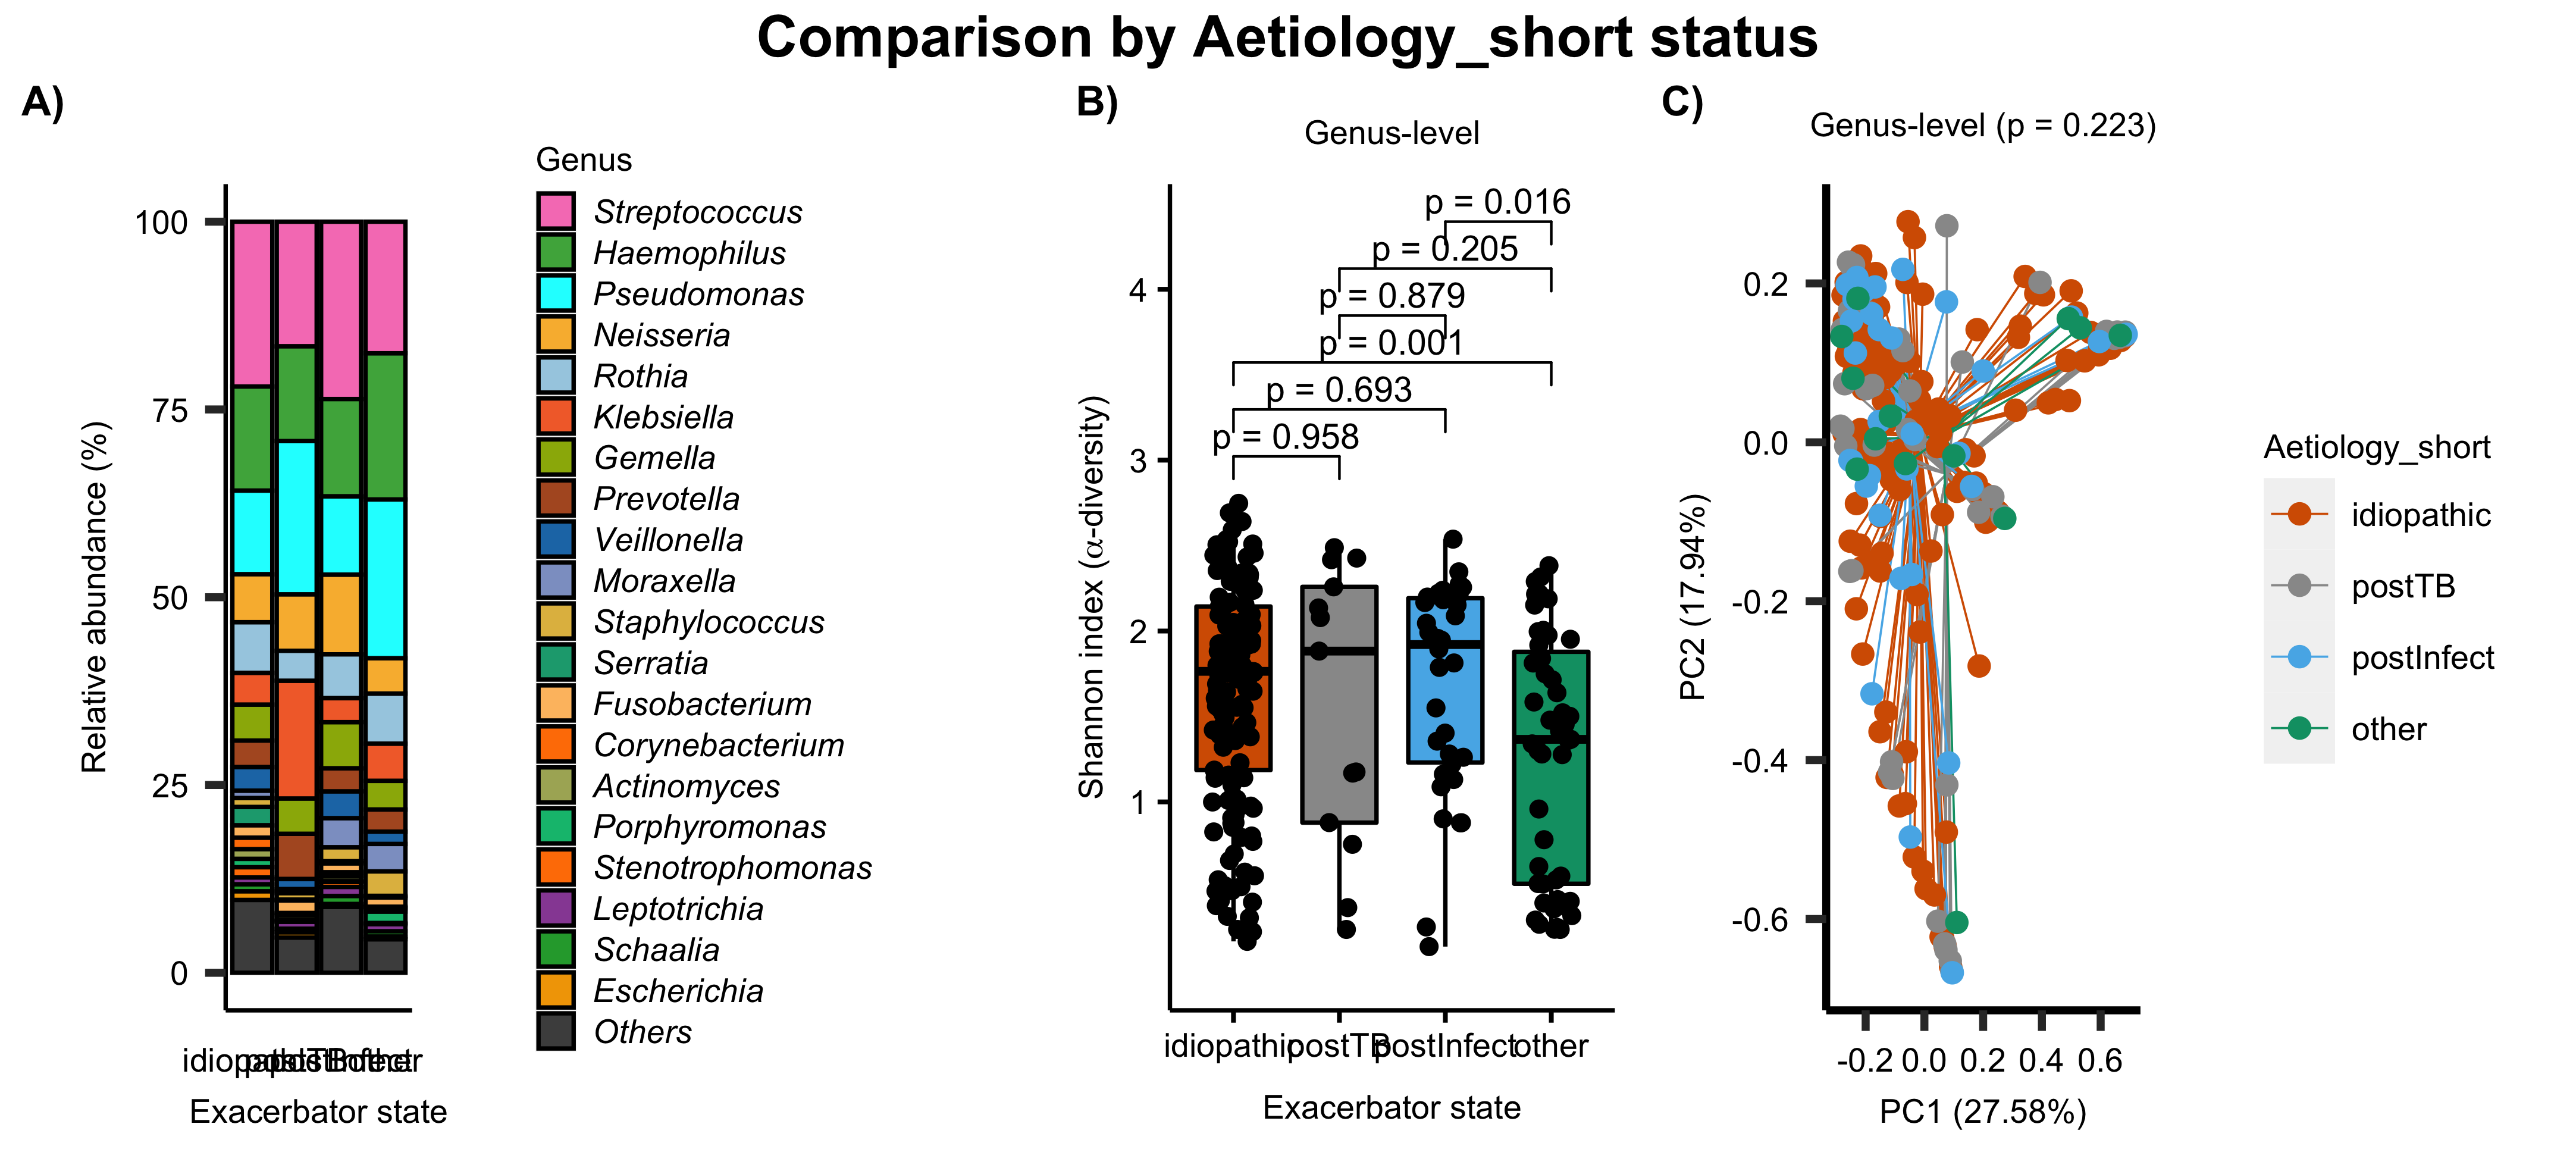 Comparison by Aetiology_short status
A)
Relative abundance (%)
100
75
50
25
0
idiopathic postTB postInfect other
Exacerbator state
Genus
Streptococcus
Haemophilus
Pseudomonas
Neisseria
Rothia
Klebsiella
Gemella
Prevotella
Veillonella
Moraxella
Staphylococcus
Serratia
Fusobacterium
Corynebacterium
Actinomyces
Porphyromonas
Stenotrophomonas
Leptotrichia
Schaalia
Escherichia
Others
B)
Genus-level
Shannon index (α-diversity)
4
3
2
1
p = 0.016
p = 0.205
p = 0.879
p = 0.001
p = 0.693
p = 0.958
idiopathic postTB postInfect other
Exacerbator state
C)
Genus-level (p = 0.223)
PC2 (17.94%)
0.2
0.0
-0.2
-0.4
-0.6
-0.2 0.0 0.2 0.4 0.6
PC1 (27.58%)
Aetiology_short
idiopathic
postTB
postInfect
other